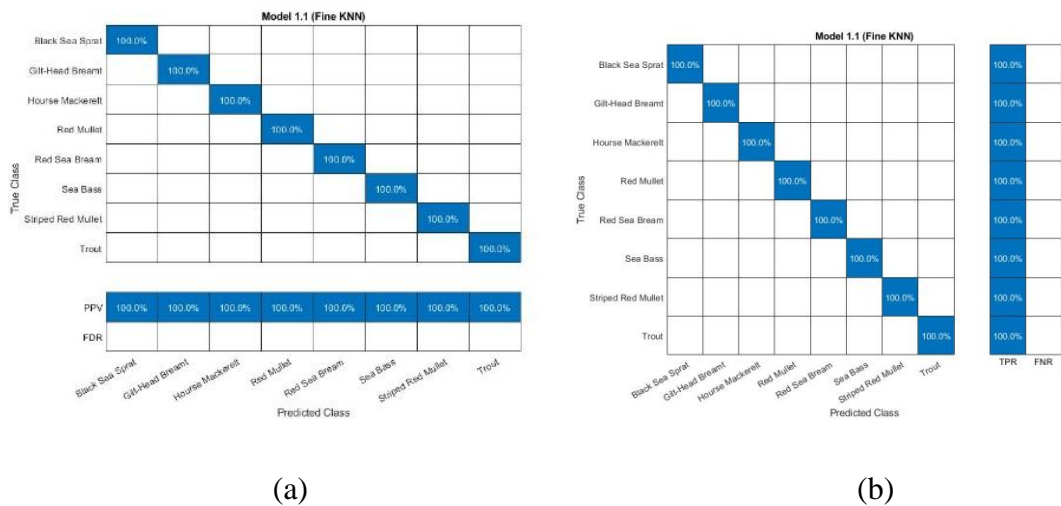 Model 1.1 (Fine KNN)
Black Sea Sprat 100.0%
Gilt-Head Breamt 100.0%
Hourse Mackerelt 100.0%
Red Mullet 100.0%
Red Sea Bream 100.0%
Sea Bass 100.0%
Striped Red Mullet 100.0%
Trout 100.0%
True Class
PPV 100.0% 100.0% 100.0% 100.0% 100.0% 100.0% 100.0% 100.0%
FDR
Black Sea Sprat
Gilt-Head Breamt
Hourse Mackerelt
Red Mullet
Red Sea Bream
Sea Bass
Striped Red Mullet
Trout
Predicted Class
(a)
Model 1.1 (Fine KNN)
Black Sea Sprat 100.0% 100.0%
Gilt-Head Breamt 100.0% 100.0%
Hourse Mackerelt 100.0% 100.0%
Red Mullet 100.0% 100.0%
Red Sea Bream 100.0% 100.0%
Sea Bass 100.0% 100.0%
Striped Red Mullet 100.0% 100.0%
Trout 100.0% 100.0%
True Class
TPR FNR
Black Sea Sprat
Gilt-Head Breamt
Hourse Mackerelt
Red Mullet
Red Sea Bream
Sea Bass
Striped Red Mullet
Trout
Predicted Class
(b)